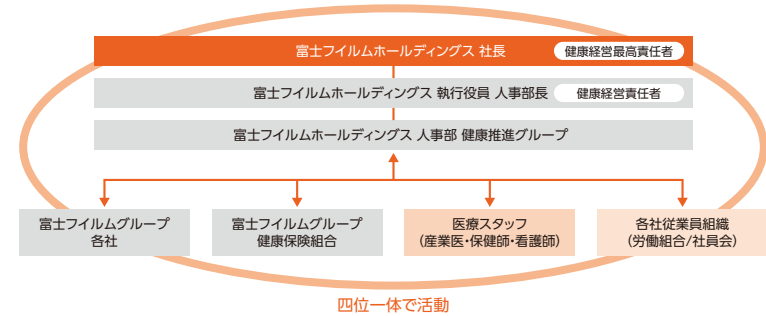 富士フイルムホールディングス 社長 健康経営最高責任者
富士フイルムホールディングス 執行役員 人事部長 健康経営責任者
富士フイルムホールディングス 人事部 健康推進グループ
富士フイルムグループ
各社
富士フイルムグループ
健康保険組合
医療スタッフ
(産業医・保健師・看護師)
各社従業員組織
(労働組合/社員会)
四位一体で活動